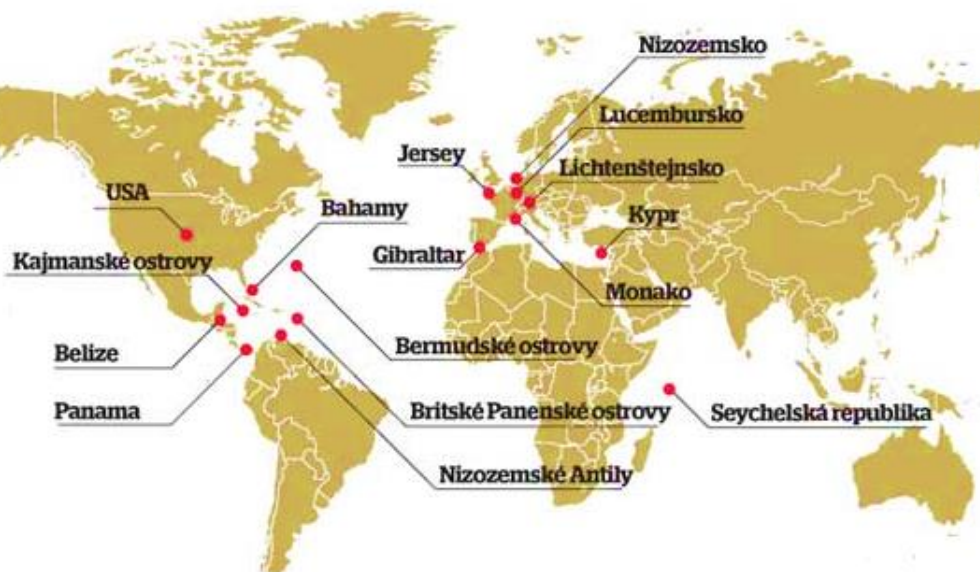 Nizozemsko
Lucembursko
Jersey
Lichtenštejnsko
USA
Bahamy
Kypr
Gibraltar
Kajmanské ostrovy
Monako
Belize
Bermudské ostrovy
Panama
Britské Panenské ostrovy
Seychelská republika
Nizozemské Antily